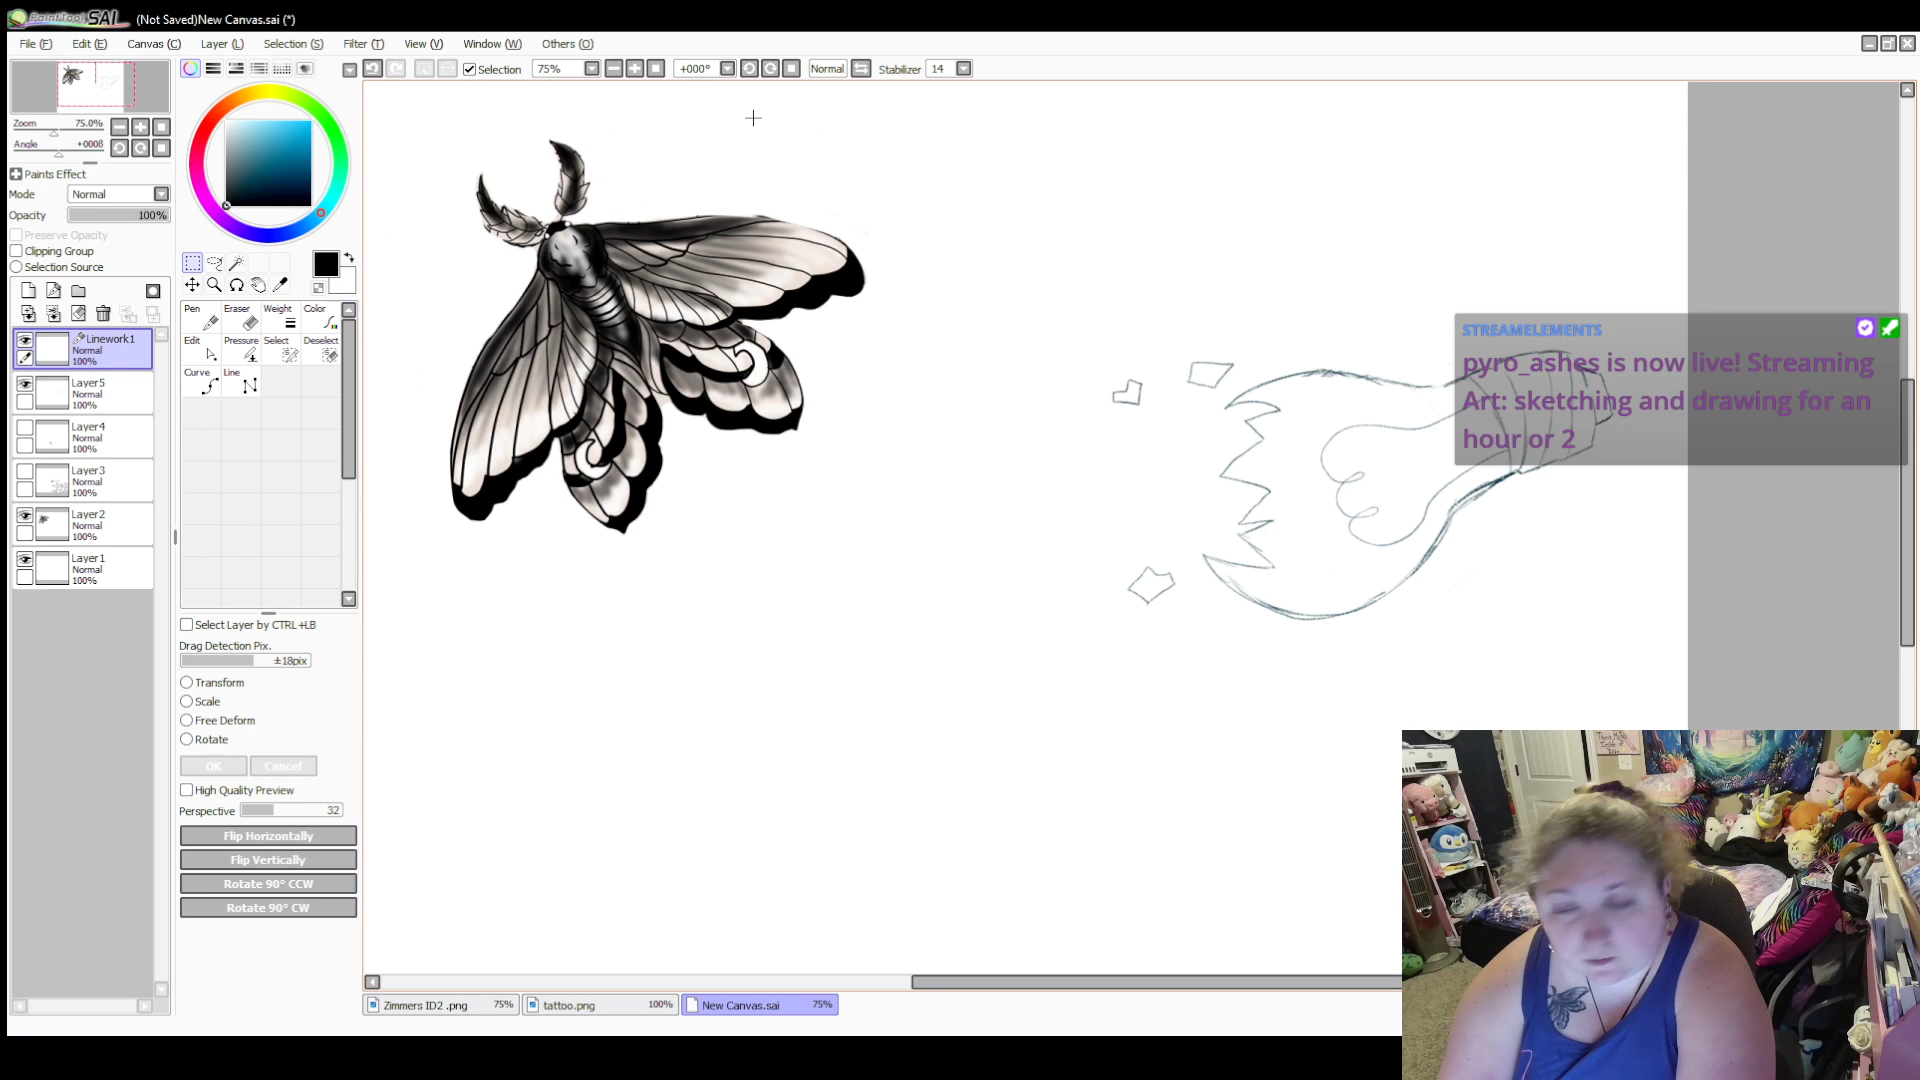 PaintTool SAI (Not Saved)New Canvas.sai (*)
File (F) Edit (E) Canvas (C) Layer (L) Selection (S) Filter (T) View (V) Window (W) Others (O)
Selection 75% +000° Normal Stabilizer 14
Zoom 75.0%
Angle +0000
Paints Effect
Mode Normal
Opacity 100%
Preserve Opacity
Clipping Group
Selection Source
Linework1
Normal
100%
Layer5
Normal
100%
Layer4
Normal
100%
Layer3
Normal
100%
Layer2
Normal
100%
Layer1
Normal
100%
Pen Eraser Weight Color
Edit Pressure Select Deselect
Curve Line
Select Layer by CTRL+LB
Drag Detection Pix.
±18pix
Transform
Scale
Free Deform
Rotate
OK Cancel
High Quality Preview
Perspective 32
Flip Horizontally
Flip Vertically
Rotate 90° CCW
Rotate 90° CW
STREAMELEMENTS
pyro_ashes is now live! Streaming
Art: sketching and drawing for an
hour or 2
Zimmers ID2 .png 75% tattoo.png 100% New Canvas.sai 75%